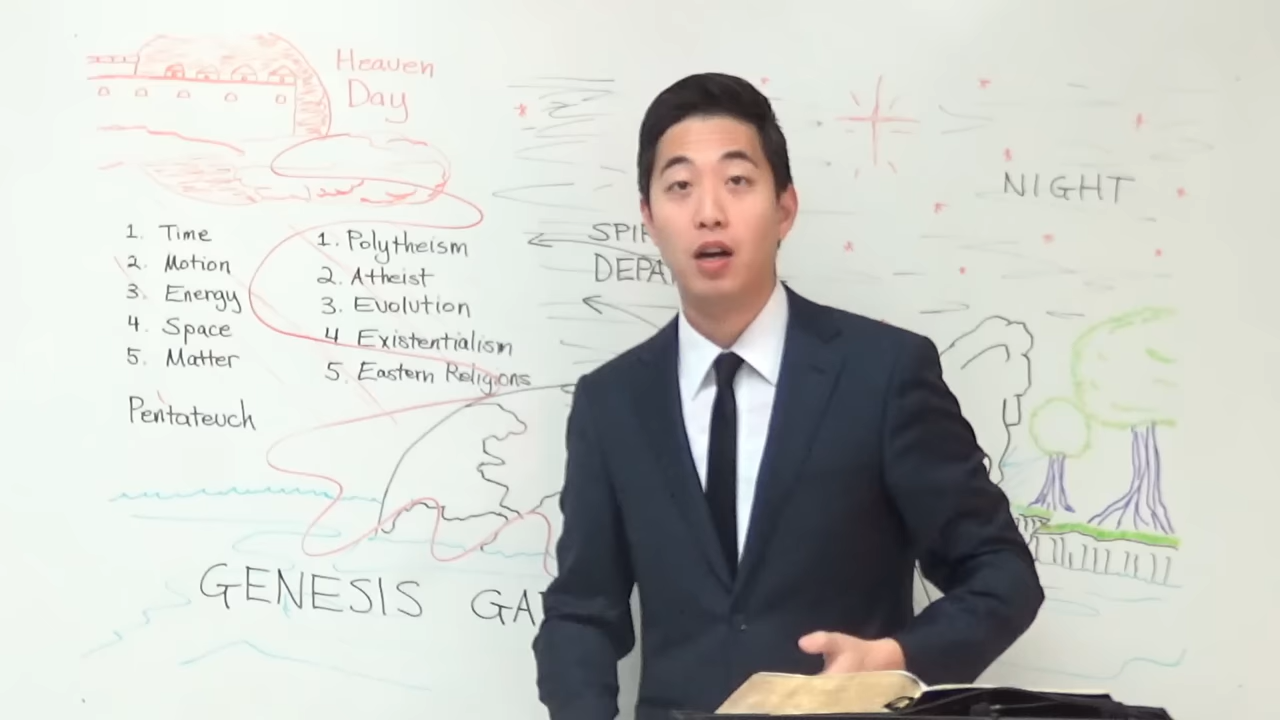 Heaven
Day
NIGHT
1. Time
2. Motion
3. Energy
4. Space
5. Matter
Pentateuch
1. Polytheism
2. Atheist
3. Evolution
4 Existentialism
5. Eastern Religions
GENESIS